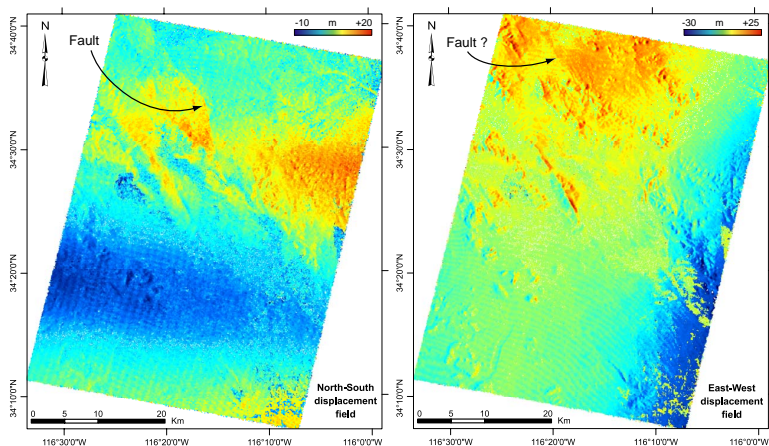 N
-10 m +20
Fault
34°40'0"N
34°30'0"N
34°20'0"N
34°10'0"N
North-South
displacement
field
0 5 10 20
Km
116°30'0"W
116°20'0"W
116°10'0"W
116°0'0"W
N
-30 m +25
Fault ?
34°40'0"N
34°30'0"N
34°20'0"N
34°10'0"N
East-West
displacement
field
0 5 10 20
Km
116°30'0"W
116°20'0"W
116°10'0"W
116°0'0"W